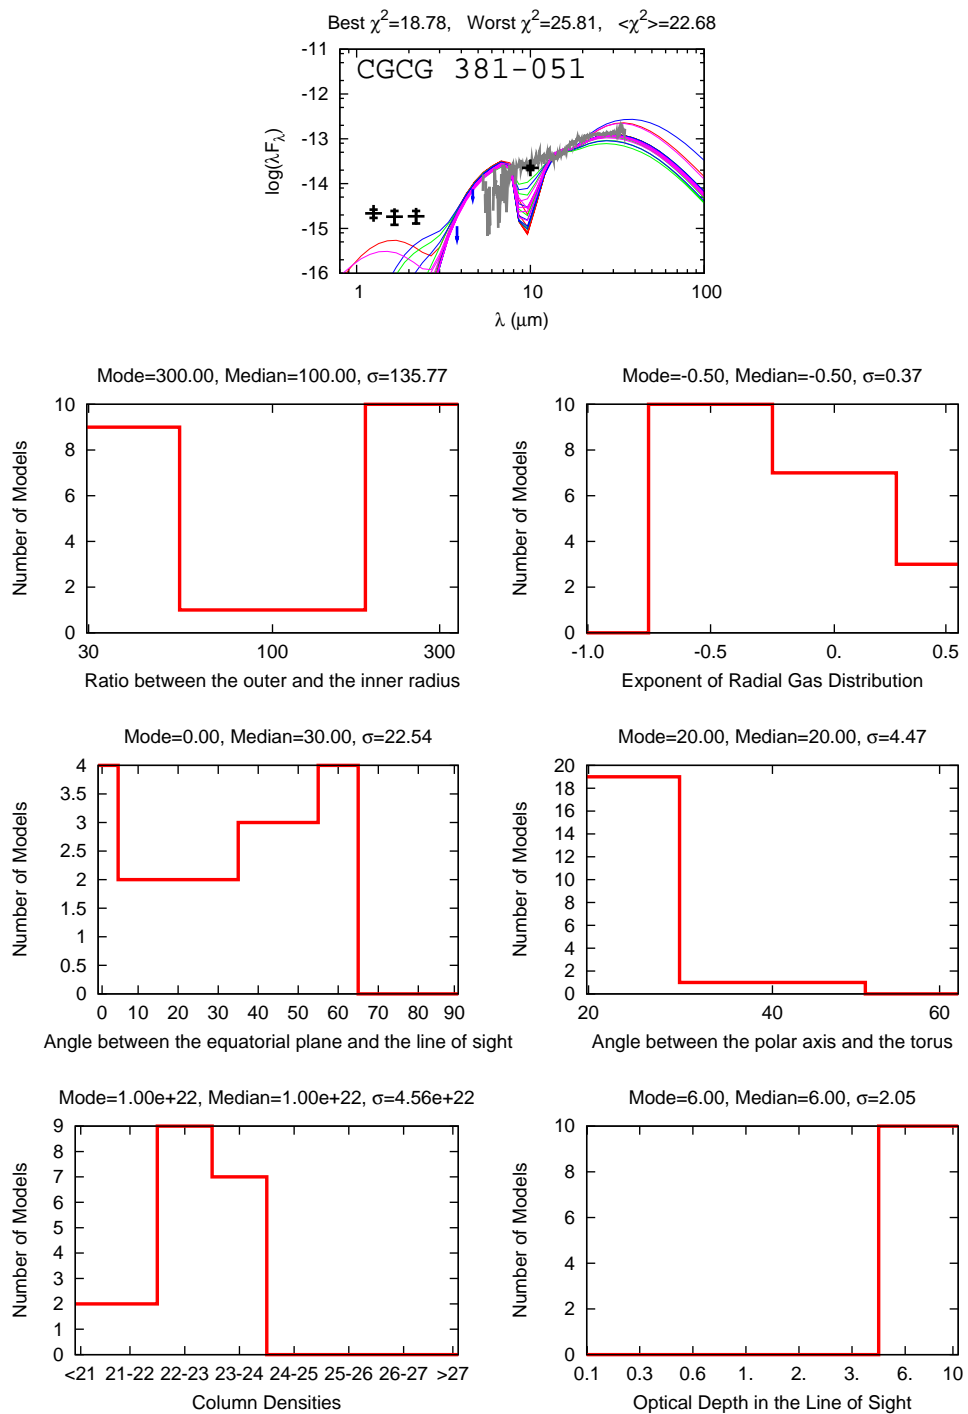 Best χ²=18.78, Worst χ²=25.81, <χ²>=22.68
CGCG 381-051
log(λFλ)
-11
-12
-13
-14
-15
-16
1 10 100
λ (μm)
Mode=300.00, Median=100.00, σ=135.77
Number of Models
10
8
6
4
2
0
30 100 300
Ratio between the outer and the inner radius
Mode=-0.50, Median=-0.50, σ=0.37
Number of Models
10
8
6
4
2
0
-1.0 -0.5 0. 0.5
Exponent of Radial Gas Distribution
Mode=0.00, Median=30.00, σ=22.54
Number of Models
4
3.5
3
2.5
2
1.5
1
0.5
0
0 10 20 30 40 50 60 70 80 90
Angle between the equatorial plane and the line of sight
Mode=20.00, Median=20.00, σ=4.47
Number of Models
20
18
16
14
12
10
8
6
4
2
0
20 40 60
Angle between the polar axis and the torus
Mode=1.00e+22, Median=1.00e+22, σ=4.56e+22
Number of Models
9
8
7
6
5
4
3
2
1
0
<21 21-22 22-23 23-24 24-25 25-26 26-27 >27
Column Densities
Mode=6.00, Median=6.00, σ=2.05
Number of Models
10
8
6
4
2
0
0.1 0.3 0.6 1. 2. 3. 6. 10
Optical Depth in the Line of Sight